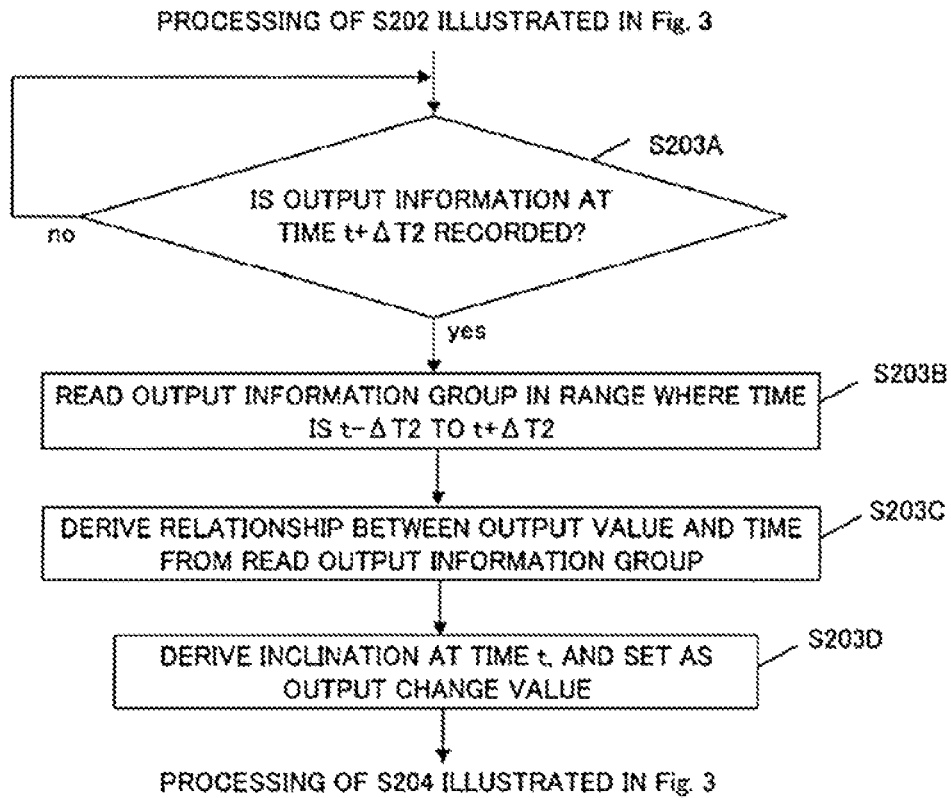 PROCESSING OF S202 ILLUSTRATED IN Fig. 3
S203A
IS OUTPUT INFORMATION AT
TIME t+ΔT2 RECORDED?
no
yes
S203B
READ OUTPUT INFORMATION GROUP IN RANGE WHERE TIME
IS t-ΔT2 TO t+ΔT2
S203C
DERIVE RELATIONSHIP BETWEEN OUTPUT VALUE AND TIME
FROM READ OUTPUT INFORMATION GROUP
S203D
DERIVE INCLINATION AT TIME t, AND SET AS
OUTPUT CHANGE VALUE
PROCESSING OF S204 ILLUSTRATED IN Fig. 3